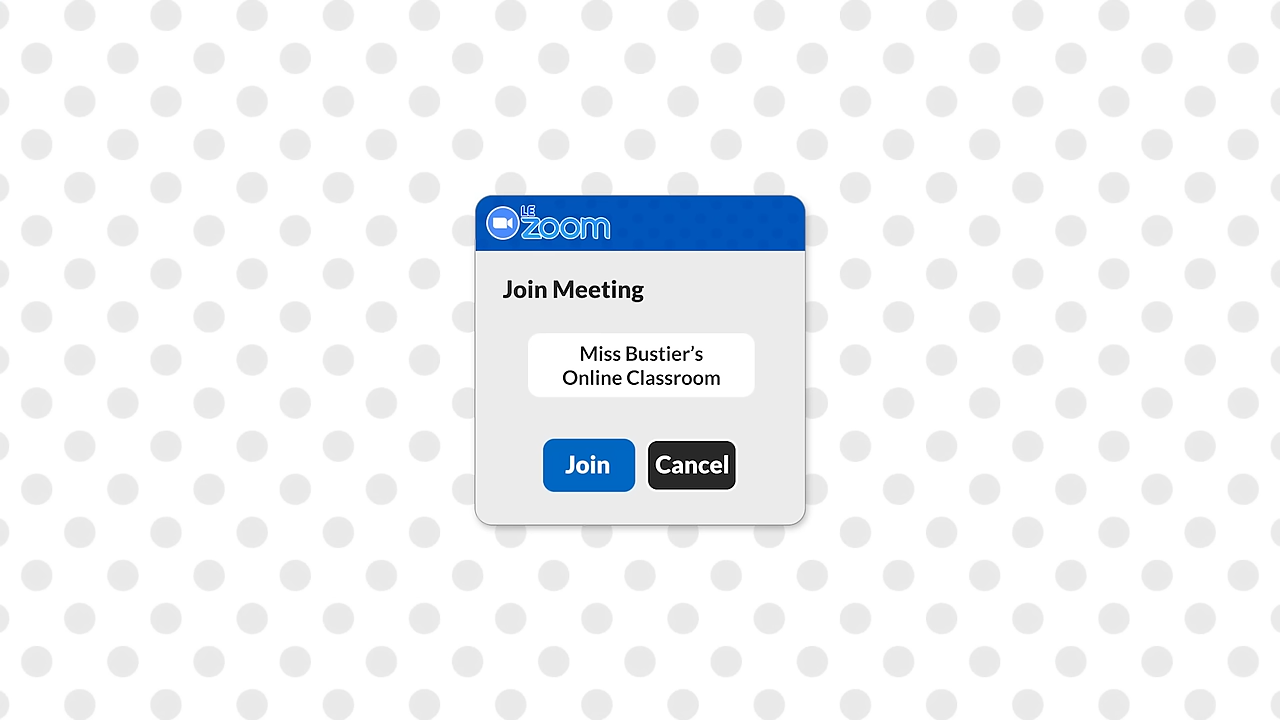 LE
zoom
Join Meeting
Miss Bustier’s
Online Classroom
Join
Cancel